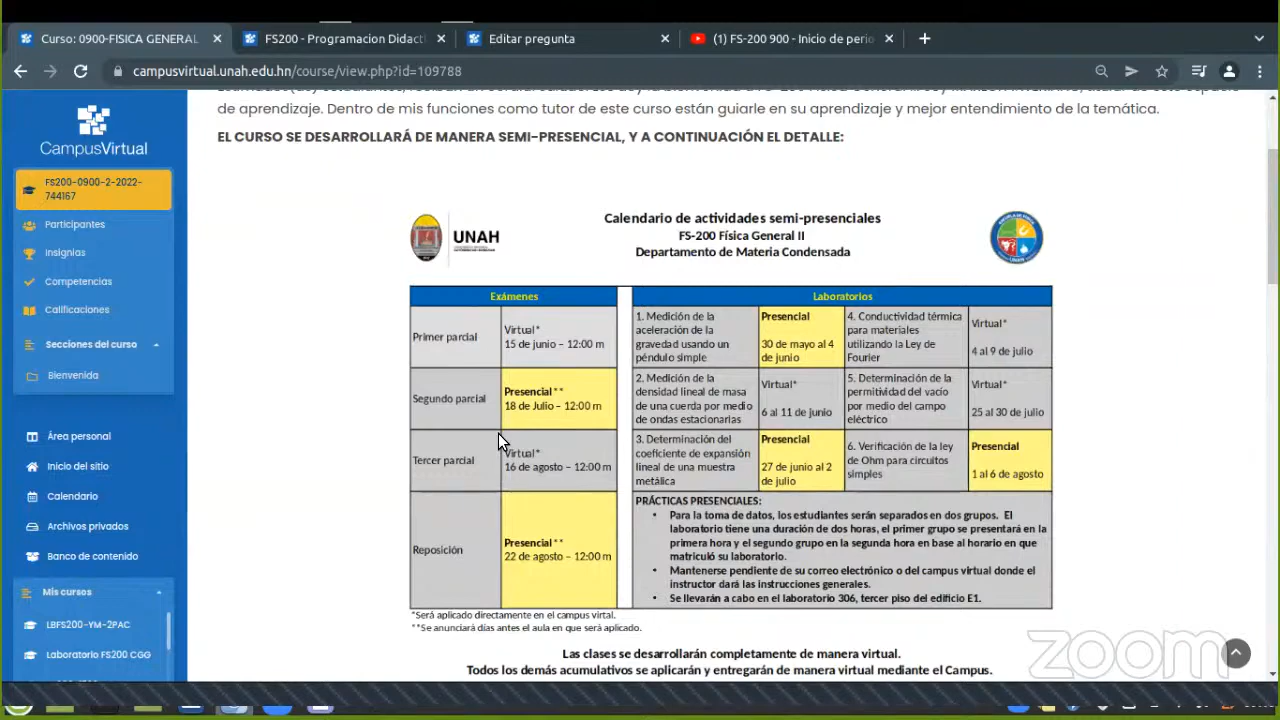 Curso: 0900-FISICA GENERAL
FS200 - Programacion Didact
Editar pregunta
(1) FS-200 900 - Inicio de perio
campusvirtual.unah.edu.hn/course/view.php?id=109788
de aprendizaje. Dentro de mis funciones como tutor de este curso están guiarle en su aprendizaje y mejor entendimiento de la temática.
EL CURSO SE DESARROLLARÁ DE MANERA SEMI-PRESENCIAL, Y A CONTINUACIÓN EL DETALLE:
CampusVirtual
FS200-0900-2-2022-
744167
Participantes
Insignias
Competencias
Calificaciones
Secciones del curso
Bienvenida
Área personal
Inicio del sitio
Calendario
Archivos privados
Banco de contenido
Mis cursos
LBFS200-YM-2PAC
Laboratorio FS200 CGG
UNAH
Calendario de actividades semi-presenciales
FS-200 Física General II
Departamento de Materia Condensada
Exámenes
Primer parcial
Virtual*
15 de junio – 12:00 m
Segundo parcial
Presencial**
18 de Julio – 12:00 m
Tercer parcial
Virtual*
16 de agosto – 12:00 m
Reposición
Presencial**
22 de agosto – 12:00 m
Laboratorios
1. Medición de la
aceleración de la
gravedad usando un
péndulo simple
Presencial
30 de mayo al 4
de junio
4. Conductividad térmica
para materiales
utilizando la Ley de
Fourier
Virtual*
4 al 9 de julio
2. Medición de la
densidad lineal de masa
de una cuerda por medio
de ondas estacionarias
Virtual*
6 al 11 de junio
5. Determinación de la
permitividad del vacío
por medio del campo
eléctrico
Virtual*
25 al 30 de julio
3. Determinación del
coeficiente de expansión
lineal de una muestra
metálica
Presencial
27 de junio al 2
de julio
6. Verificación de la ley
de Ohm para circuitos
simples
Presencial
1 al 6 de agosto
PRÁCTICAS PRESENCIALES:
• Para la toma de datos, los estudiantes serán separados en dos grupos. El
laboratorio tiene una duración de dos horas, el primer grupo se presentará en la
primera hora y el segundo grupo en la segunda hora en base al horario en que
matriculó su laboratorio.
• Mantenerse pendiente de su correo electrónico o del campus virtual donde el
instructor dará las instrucciones generales.
• Se llevarán a cabo en el laboratorio 306, tercer piso del edificio E1.
*Será aplicado directamente en el campus virtal.
**Se anunciará días antes el aula en que será aplicado.
Las clases se desarrollarán completamente de manera virtual.
Todos los demás acumulativos se aplicarán y entregarán de manera virtual mediante el Campus.
zoom